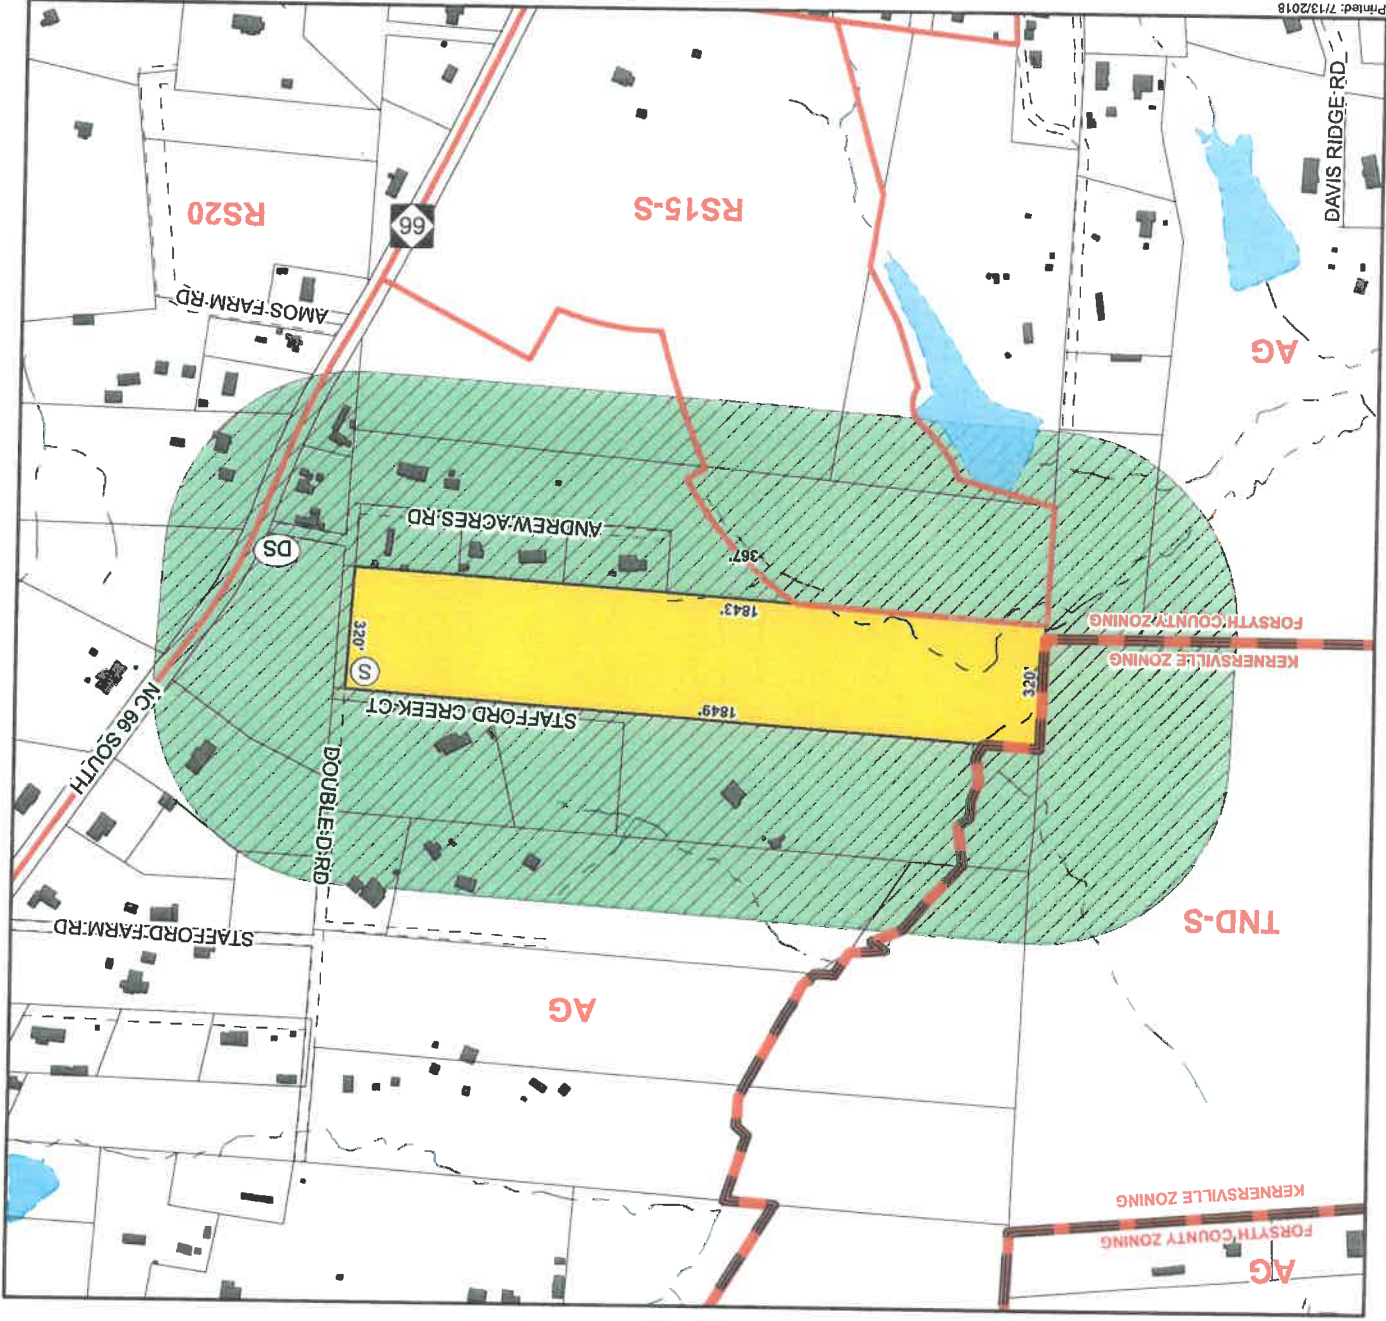 AG
FORSYTH COUNTY ZONING
KERNERSVILLE ZONING
AG
TND-S
STAFFORD FARM RD
DOUBLE D RD
NC 66 SOUTH
1849'
STAFFORD CREEK CT
320'
S
320'
KERNERSVILLE ZONING
FORSYTH COUNTY ZONING
1843'
367'
DS
ANDREW ACRES RD
AG
AMOS FARM RD
66
RS15-S
RS20
DAVIS RIDGE RD
Printed: 7/13/2018